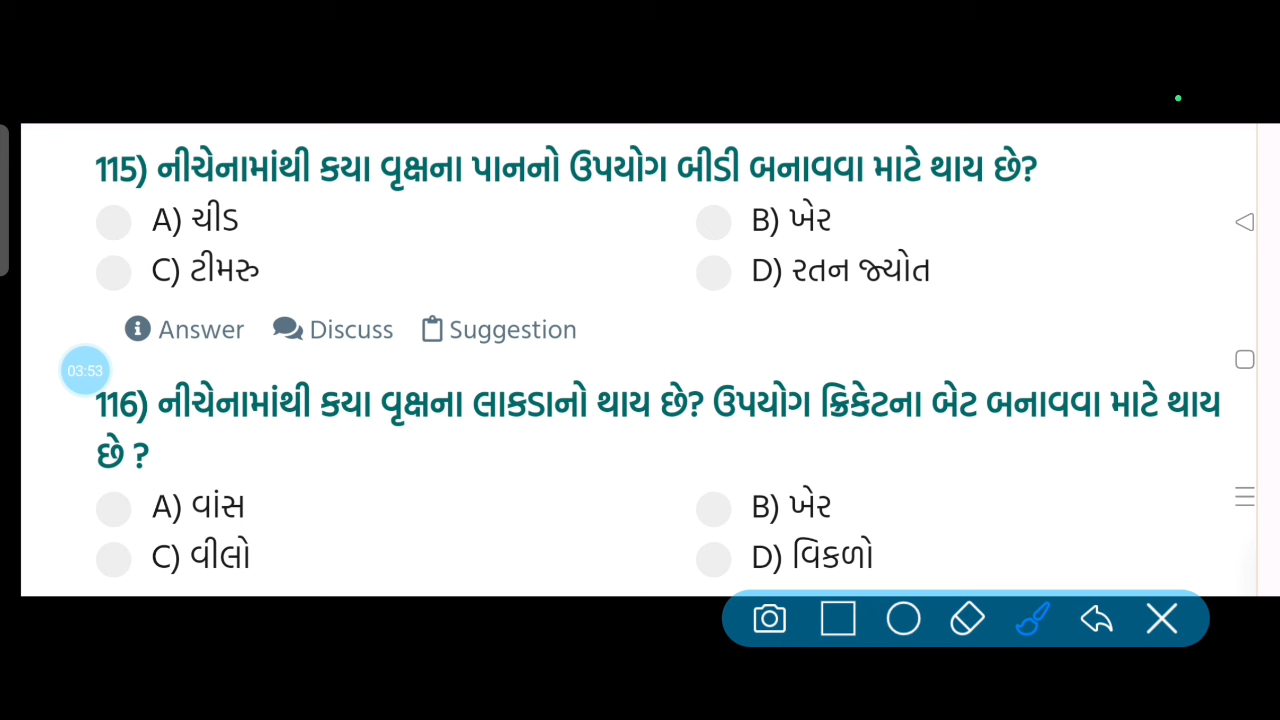 115) નીચેનામાંથી કયા વૃક્ષના પાનનો ઉપયોગ બીડી બનાવવા માટે થાય છે?
A) ચીડ
B) ખેર
C) ટીમરુ
D) રતન જ્યોત
Answer Discuss Suggestion
03:53
116) નીચેનામાંથી કયા વૃક્ષના લાકડાનો થાય છે? ઉપયોગ ક્રિકેટના બેટ બનાવવા માટે થાય
છે ?
A) વાંસ
B) ખેર
C) વીલો
D) વિકળો